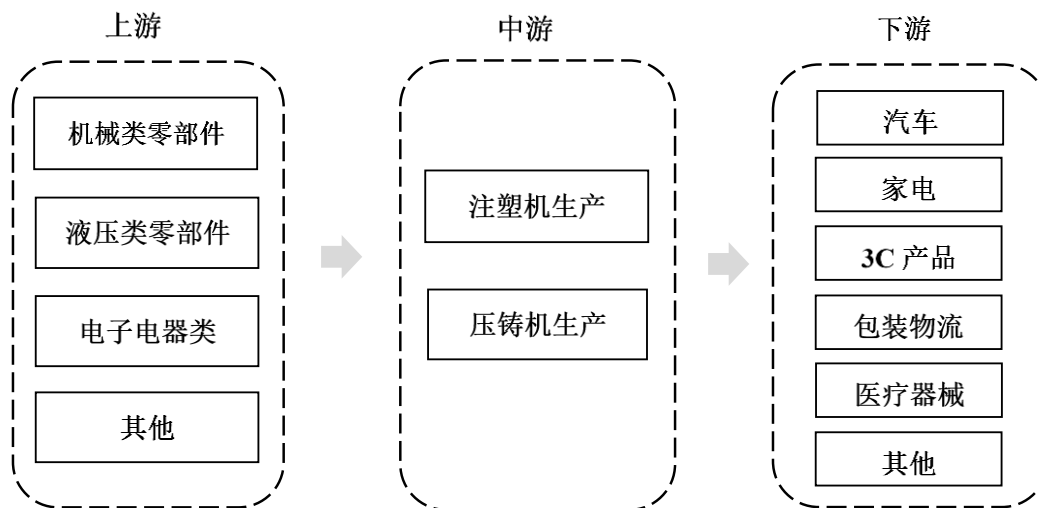 上游
机械类零部件
液压类零部件
电子电器类
其他
中游
注塑机生产
压铸机生产
下游
汽车
家电
3C 产品
包装物流
医疗器械
其他